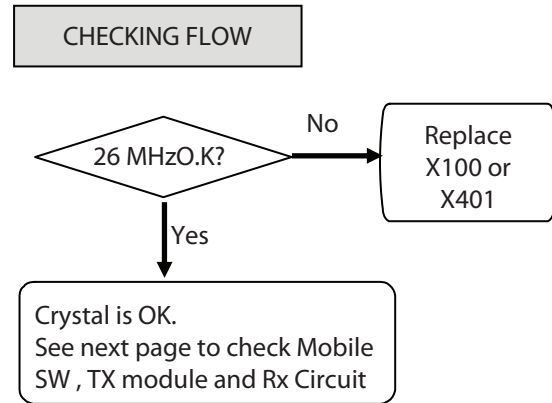 CHECKING FLOW
26 MHzO.K?
No
Replace
X100 or
X401
Yes
Crystal is OK.
See next page to check Mobile
SW , TX module and Rx Circuit